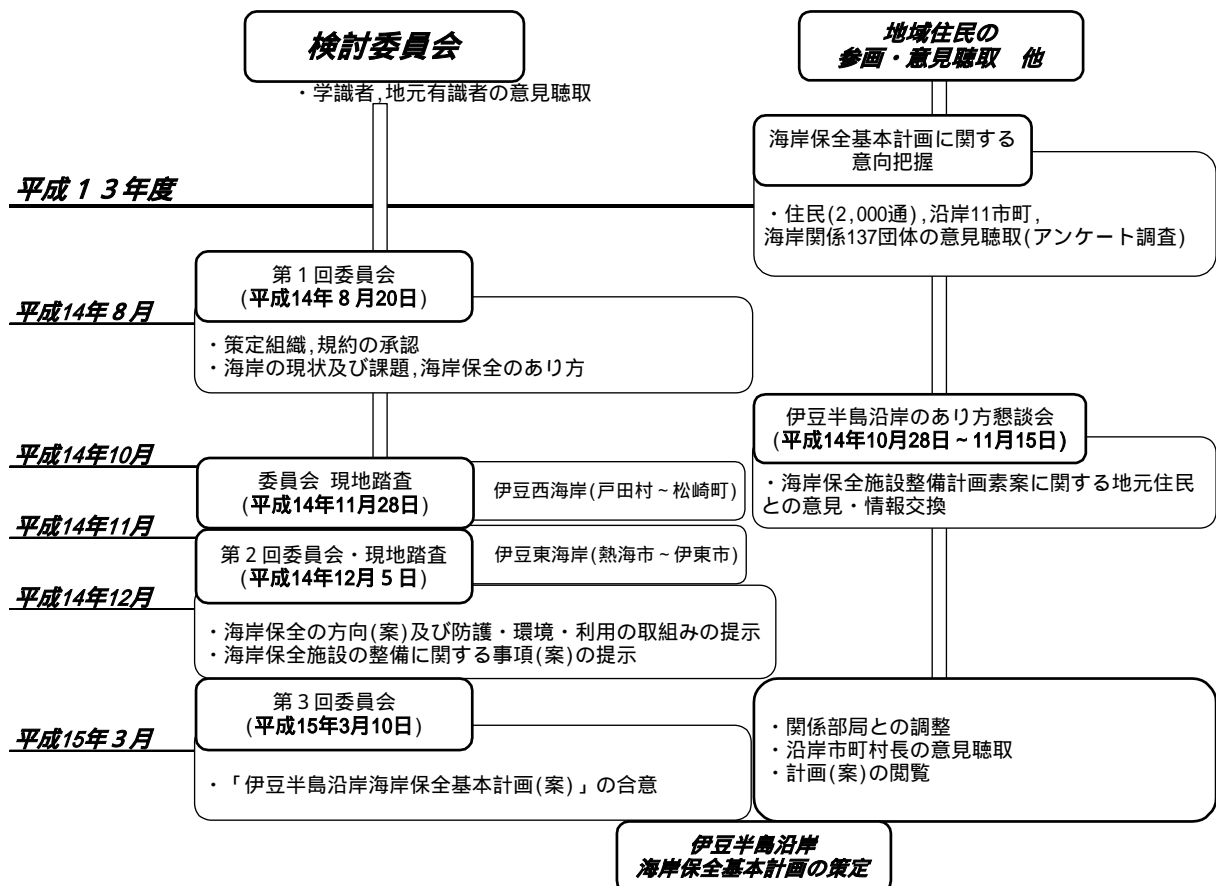 検討委員会
・学識者,地元有識者の意見聴取
地域住民の
参画・意見聴取　他
海岸保全基本計画に関する
意向把握
平成１３年度
・住民(2,000通),沿岸11市町,
海岸関係137団体の意見聴取(アンケート調査)
第１回委員会
(平成14年８月20日)
平成14年８月
・策定組織,規約の承認
・海岸の現状及び課題,海岸保全のあり方
伊豆半島沿岸のあり方懇談会
(平成14年10月28日～11月15日)
・海岸保全施設整備計画素案に関する地元住民
との意見・情報交換
平成14年10月
委員会 現地踏査
(平成14年11月28日)
伊豆西海岸(戸田村～松崎町)
平成14年11月
第２回委員会・現地踏査
(平成14年12月５日)
伊豆東海岸(熱海市～伊東市)
平成14年12月
・海岸保全の方向(案)及び防護・環境・利用の取組みの提示
・海岸保全施設の整備に関する事項(案)の提示
第３回委員会
(平成15年3月10日)
平成15年３月
・「伊豆半島沿岸海岸保全基本計画(案)」の合意
・関係部局との調整
・沿岸市町村長の意見聴取
・計画(案)の閲覧
伊豆半島沿岸
海岸保全基本計画の策定